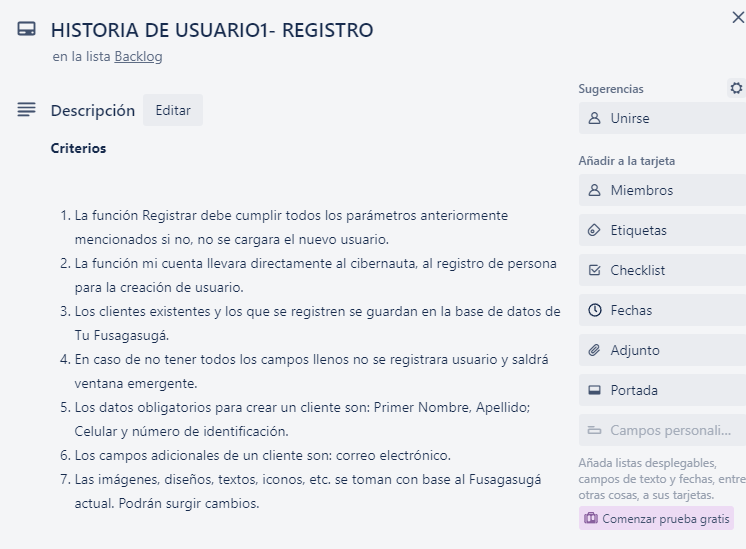 HISTORIA DE USUARIO1- REGISTRO
en la lista Backlog
Descripción
Editar
Criterios
1. La función Registrar debe cumplir todos los parámetros anteriormente
mencionados si no, no se cargara el nuevo usuario.
2. La función mi cuenta llevara directamente al cibernauta, al registro de persona
para la creación de usuario.
3. Los clientes existentes y los que se registren se guardan en la base de datos de
Tu Fusagasugá.
4. En caso de no tener todos los campos llenos no se registrara usuario y saldrá
ventana emergente.
5. Los datos obligatorios para crear un cliente son: Primer Nombre, Apellido;
Celular y número de identificación.
6. Los campos adicionales de un cliente son: correo electrónico.
7. Las imágenes, diseños, textos, iconos, etc. se toman con base al Fusagasugá
actual. Podrán surgir cambios.
Sugerencias
Unirse
Añadir a la tarjeta
Miembros
Etiquetas
Checklist
Fechas
Adjunto
Portada
Campos personali...
Añada listas desplegables,
campos de texto y fechas, entre
otras cosas, a sus tarjetas.
Comenzar prueba gratis